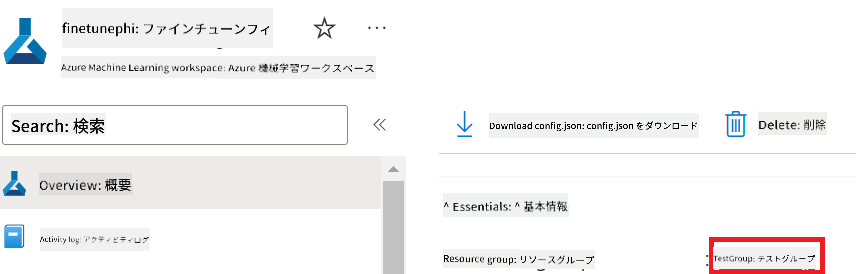 finetunephi: ファインチューンフィ
Azure Machine Learning workspace: Azure 機械学習ワークスペース
Search: 検索
Download config.json: config.json をダウンロード
Delete: 削除
Overview: 概要
^ Essentials: ^ 基本情報
Activity log: アクティビティログ
Resource group: リソースグループ
: TestGroup: テストグループ